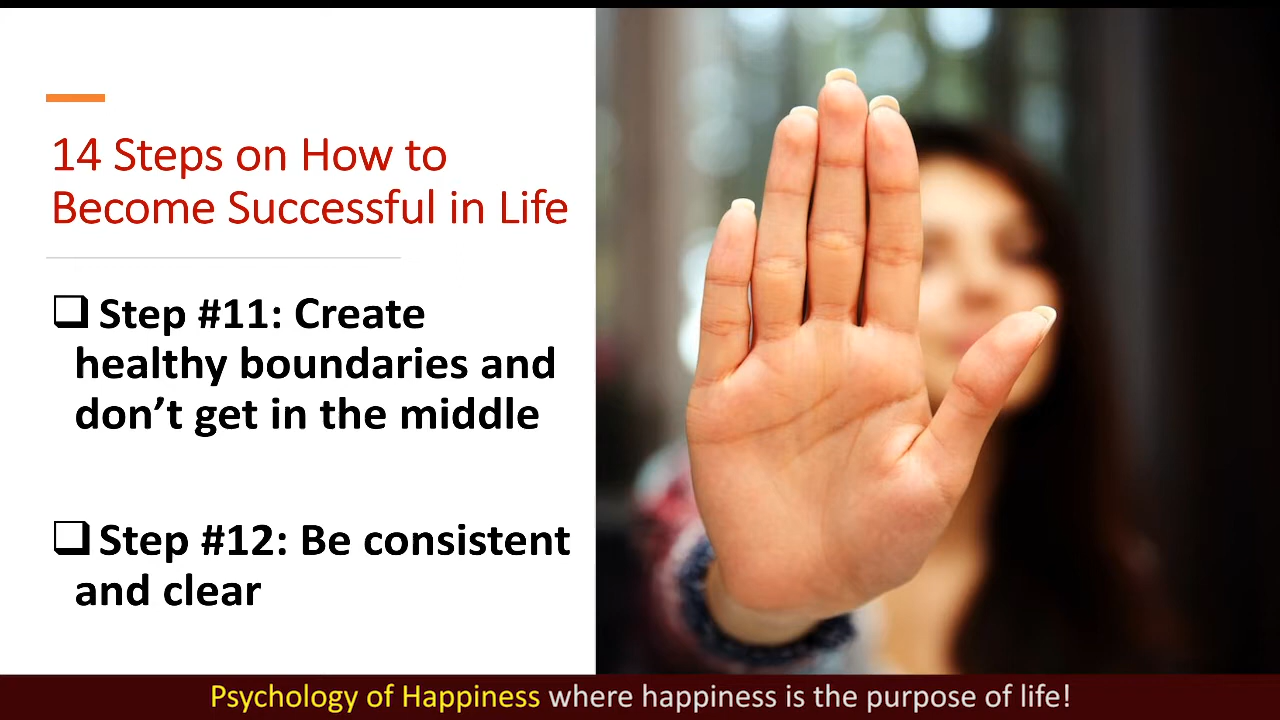 14 Steps on How to
Become Successful in Life
❑ Step #11: Create
healthy boundaries and
don’t get in the middle
❑ Step #12: Be consistent
and clear
Psychology of Happiness where happiness is the purpose of life!